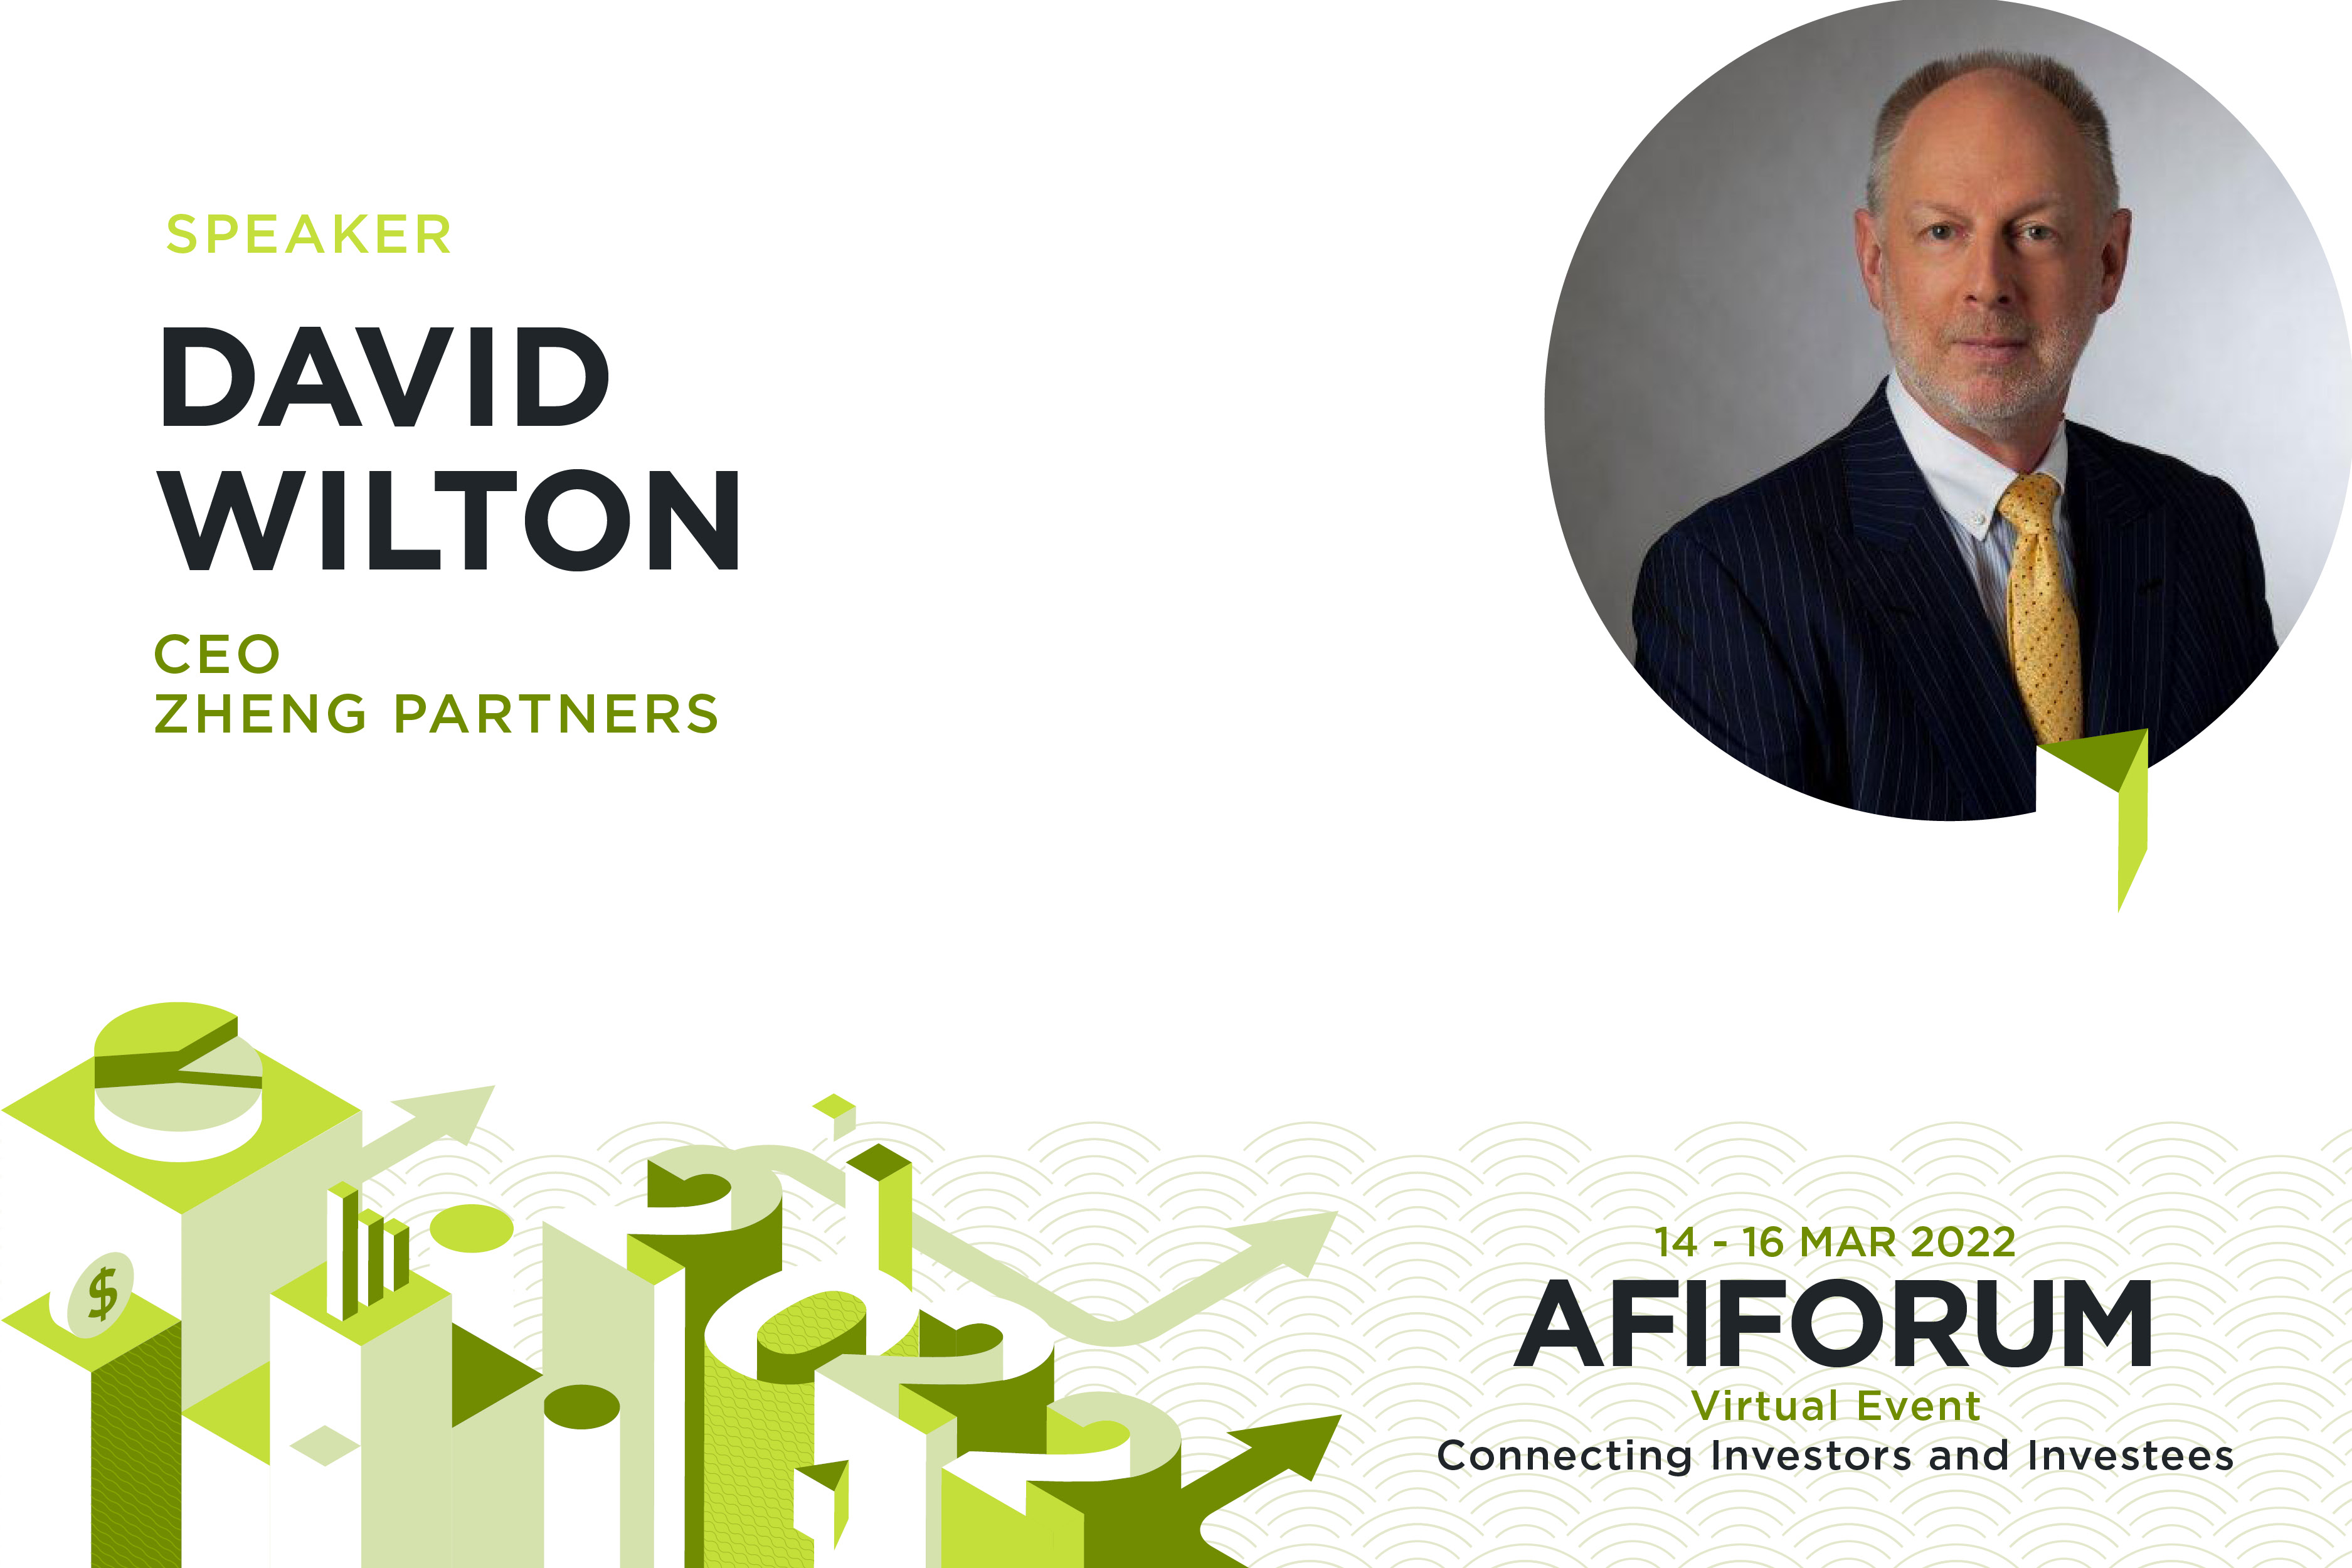 SPEAKER
DAVID
WILTON
CEO
ZHENG PARTNERS
$
14 - 16 MAR 2022
AFIFORUM
Virtual Event
Connecting Investors and Investees